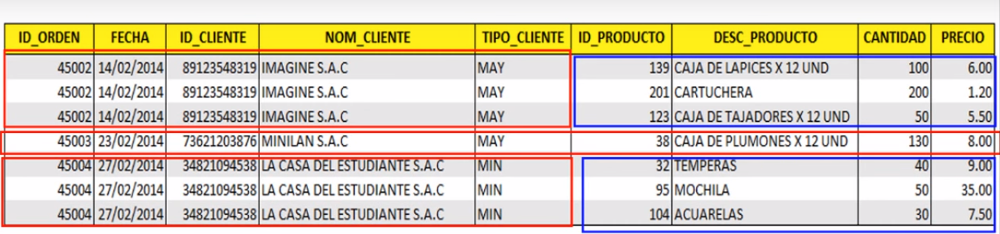 ID_ORDEN FECHA ID_CLIENTE NOM_CLIENTE TIPO_CLIENTE ID_PRODUCTO DESC_PRODUCTO CANTIDAD PRECIO
45002 14/02/2014 89123548319 IMAGINE S.A.C MAY 139 CAJA DE LAPICES X 12 UND 100 6.00
45002 14/02/2014 89123548319 IMAGINE S.A.C MAY 201 CARTUCHERA 200 1.20
45002 14/02/2014 89123548319 IMAGINE S.A.C MAY 123 CAJA DE TAJADORES X 12 UND 50 5.50
45003 23/02/2014 73621203876 MINILAN S.A.C MAY 38 CAJA DE PLUMONES X 12 UND 130 8.00
45004 27/02/2014 34821094538 LA CASA DEL ESTUDIANTE S.A.C MIN 32 TEMPERAS 40 9.00
45004 27/02/2014 34821094538 LA CASA DEL ESTUDIANTE S.A.C MIN 95 MOCHILA 50 35.00
45004 27/02/2014 34821094538 LA CASA DEL ESTUDIANTE S.A.C MIN 104 ACUARELAS 30 7.50